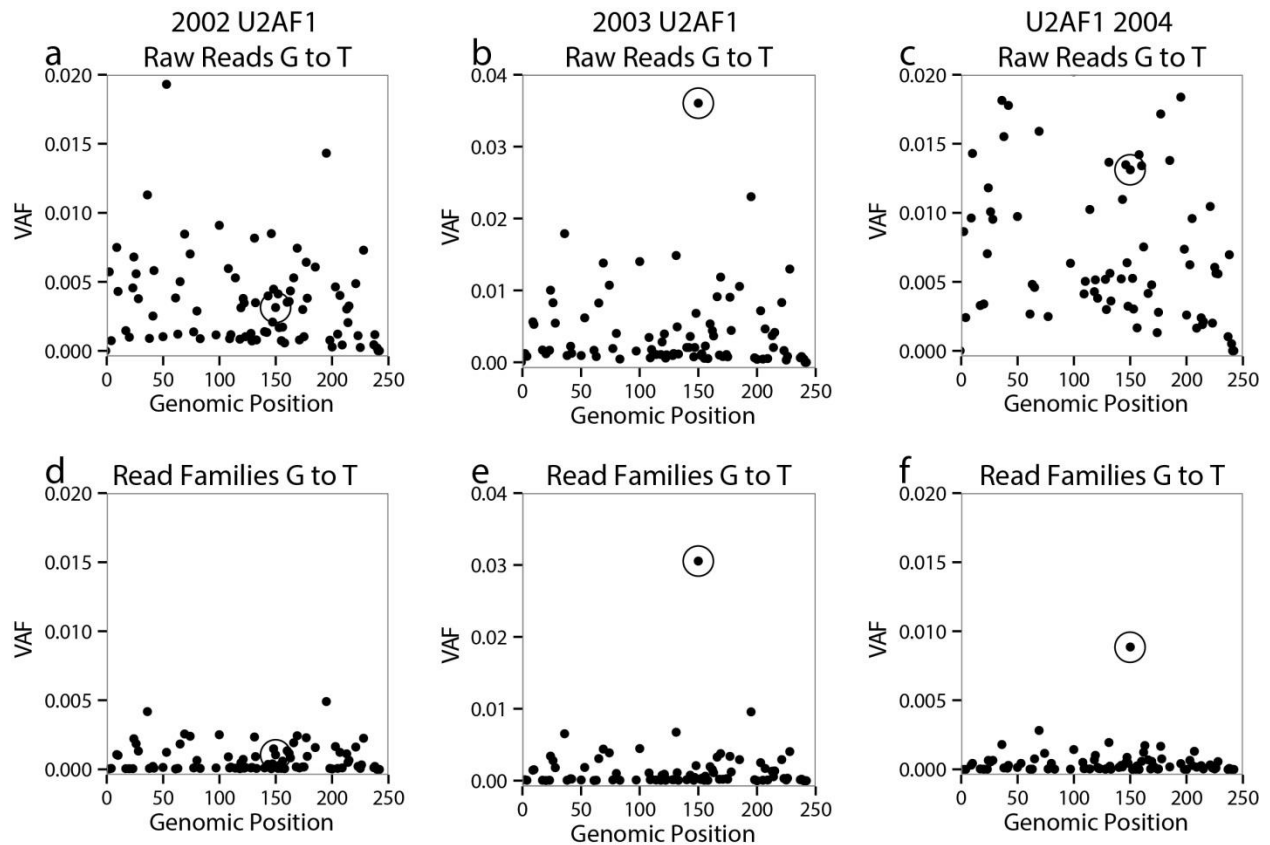 2002 U2AF1
2003 U2AF1
U2AF1 2004
a
Raw Reads G to T
b
Raw Reads G to T
c
Raw Reads G to T
0.020
0.015
0.010
0.005
0.000
VAF
0 50 100 150 200 250
Genomic Position
0.04
0.03
0.02
0.01
0.00
VAF
0 50 100 150 200 250
Genomic Position
0.020
0.015
0.010
0.005
0.000
VAF
0 50 100 150 200 250
Genomic Position
d
Read Families G to T
e
Read Families G to T
f
Read Families G to T
0.020
0.015
0.010
0.005
0.000
VAF
0 50 100 150 200 250
Genomic Position
0.04
0.03
0.02
0.01
0.00
VAF
0 50 100 150 200 250
Genomic Position
0.020
0.015
0.010
0.005
0.000
VAF
0 50 100 150 200 250
Genomic Position